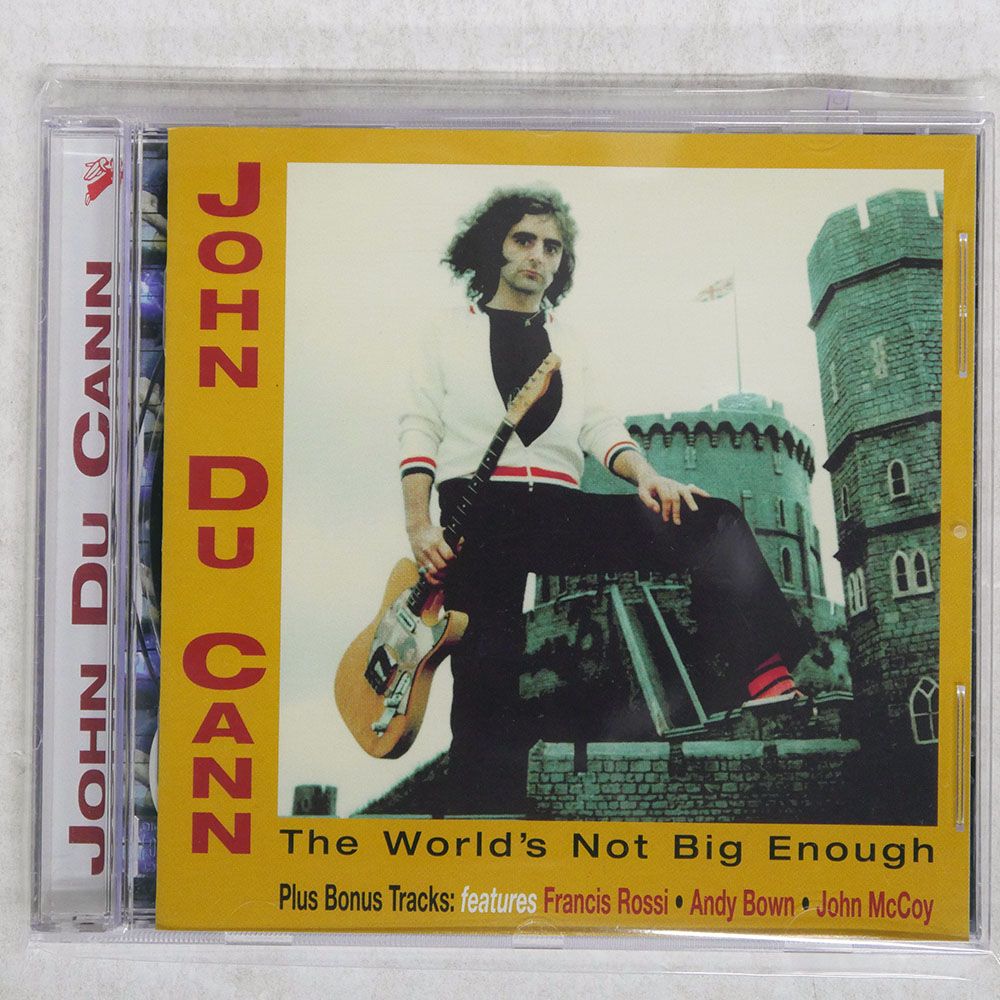 John Du Cann
John
Du
Cann
The World's Not Big Enough
Plus Bonus Tracks: features Francis Rossi • Andy Bown • John McCoy